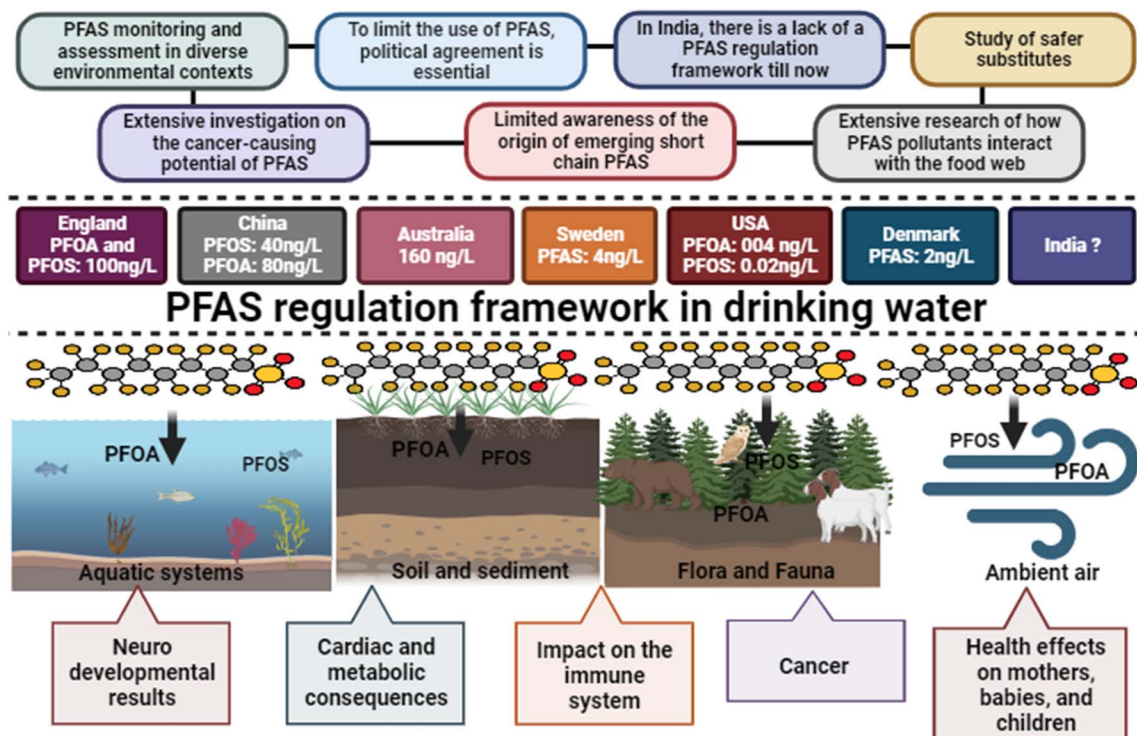 PFAS monitoring and
assessment in diverse
environmental contexts
To limit the use of PFAS,
political agreement is
essential
In India, there is a lack of a
PFAS regulation
framework till now
Study of safer
substitutes
Extensive investigation on
the cancer-causing
potential of PFAS
Limited awareness of the
origin of emerging short
chain PFAS
Extensive research of how
PFAS pollutants interact
with the food web
England
PFOA and
PFOS: 100ng/L
China
PFOS: 40ng/L
PFOA: 80ng/L
Australia
160 ng/L
Sweden
PFAS: 4ng/L
USA
PFOA: 004 ng/L
PFOS: 0.02ng/L
Denmark
PFAS: 2ng/L
India ?
PFAS regulation framework in drinking water
PFOA
PFOS
Aquatic systems
PFOA
PFOS
Soil and sediment
PFOS
PFOA
Flora and Fauna
PFOS
PFOA
Ambient air
Neuro
developmental
results
Cardiac and
metabolic
consequences
Impact on the
immune
system
Cancer
Health effects
on mothers,
babies, and
children